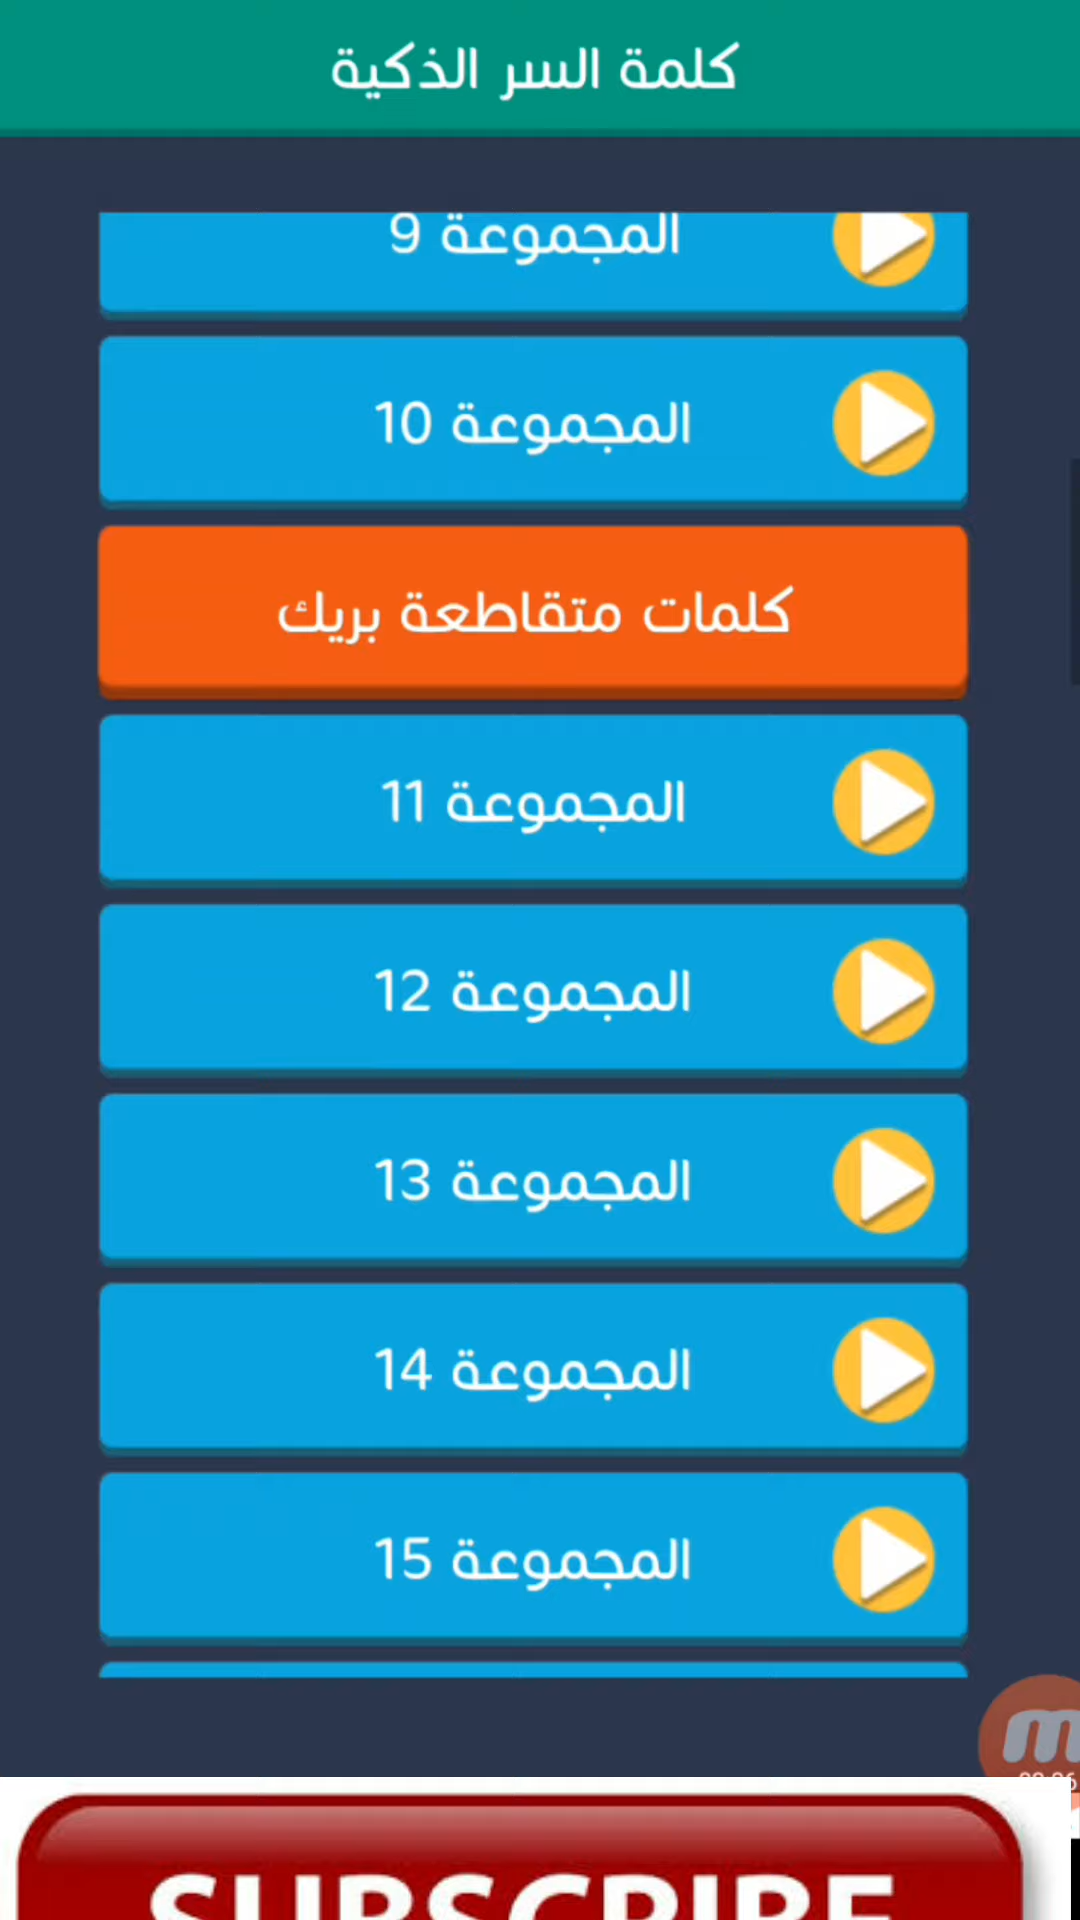 كلمة السر الذكية
المجموعة 9
المجموعة 10
كلمات متقاطعة بريك
المجموعة 11
المجموعة 12
المجموعة 13
المجموعة 14
المجموعة 15
m
SUBSCRIBE